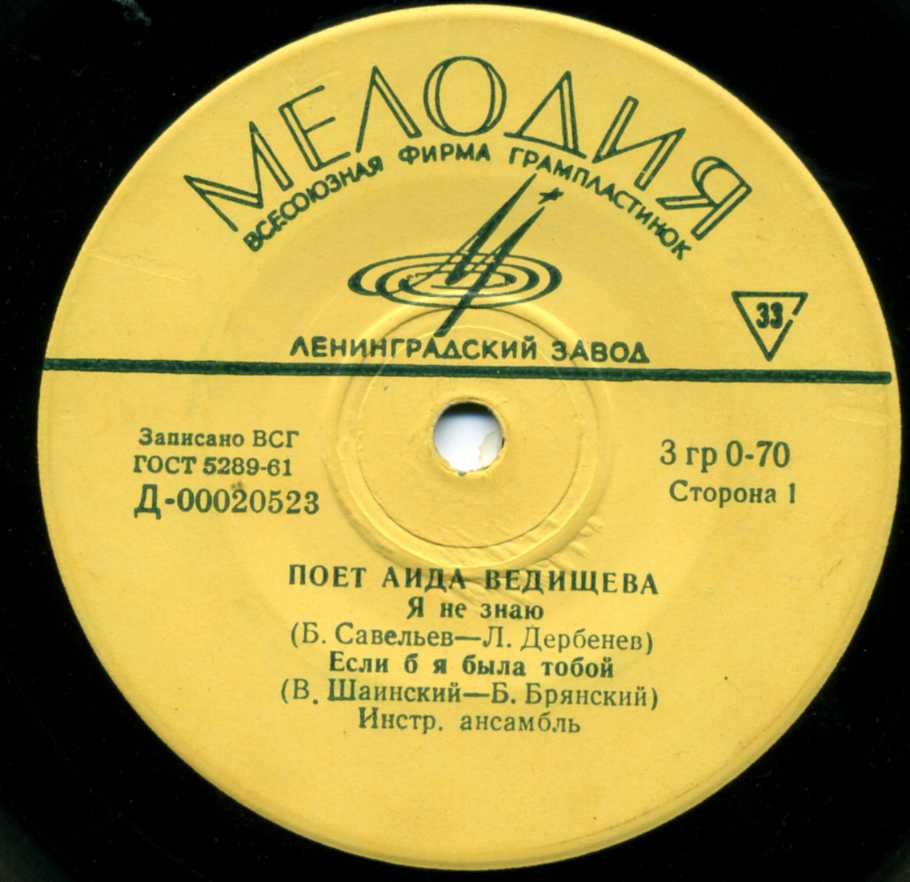 МЕЛОДИЯ
ВСЕСОЮЗНАЯ ФИРМА ГРАМПЛАСТИНОК
33
ЛЕНИНГРАДСКИЙ ЗАВОД
Записано ВСГ
ГОСТ 5289-61
Д-00020523
3 гр 0-70
Сторона 1
ПОЕТ АИДА ВЕДИЩЕВА
Я не знаю
(Б. Савельев—Л. Дербенев)
Если б я была тобой
(В. Шаинский—Б. Брянский)
Инстр. ансамбль